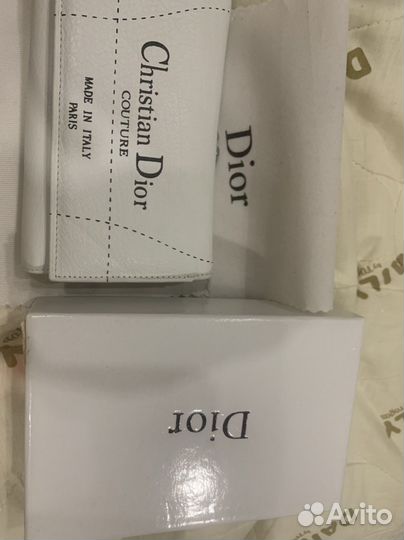 Christian Dior
COUTURE
MADE IN ITALY
PARIS
Dior
Dior
Avito